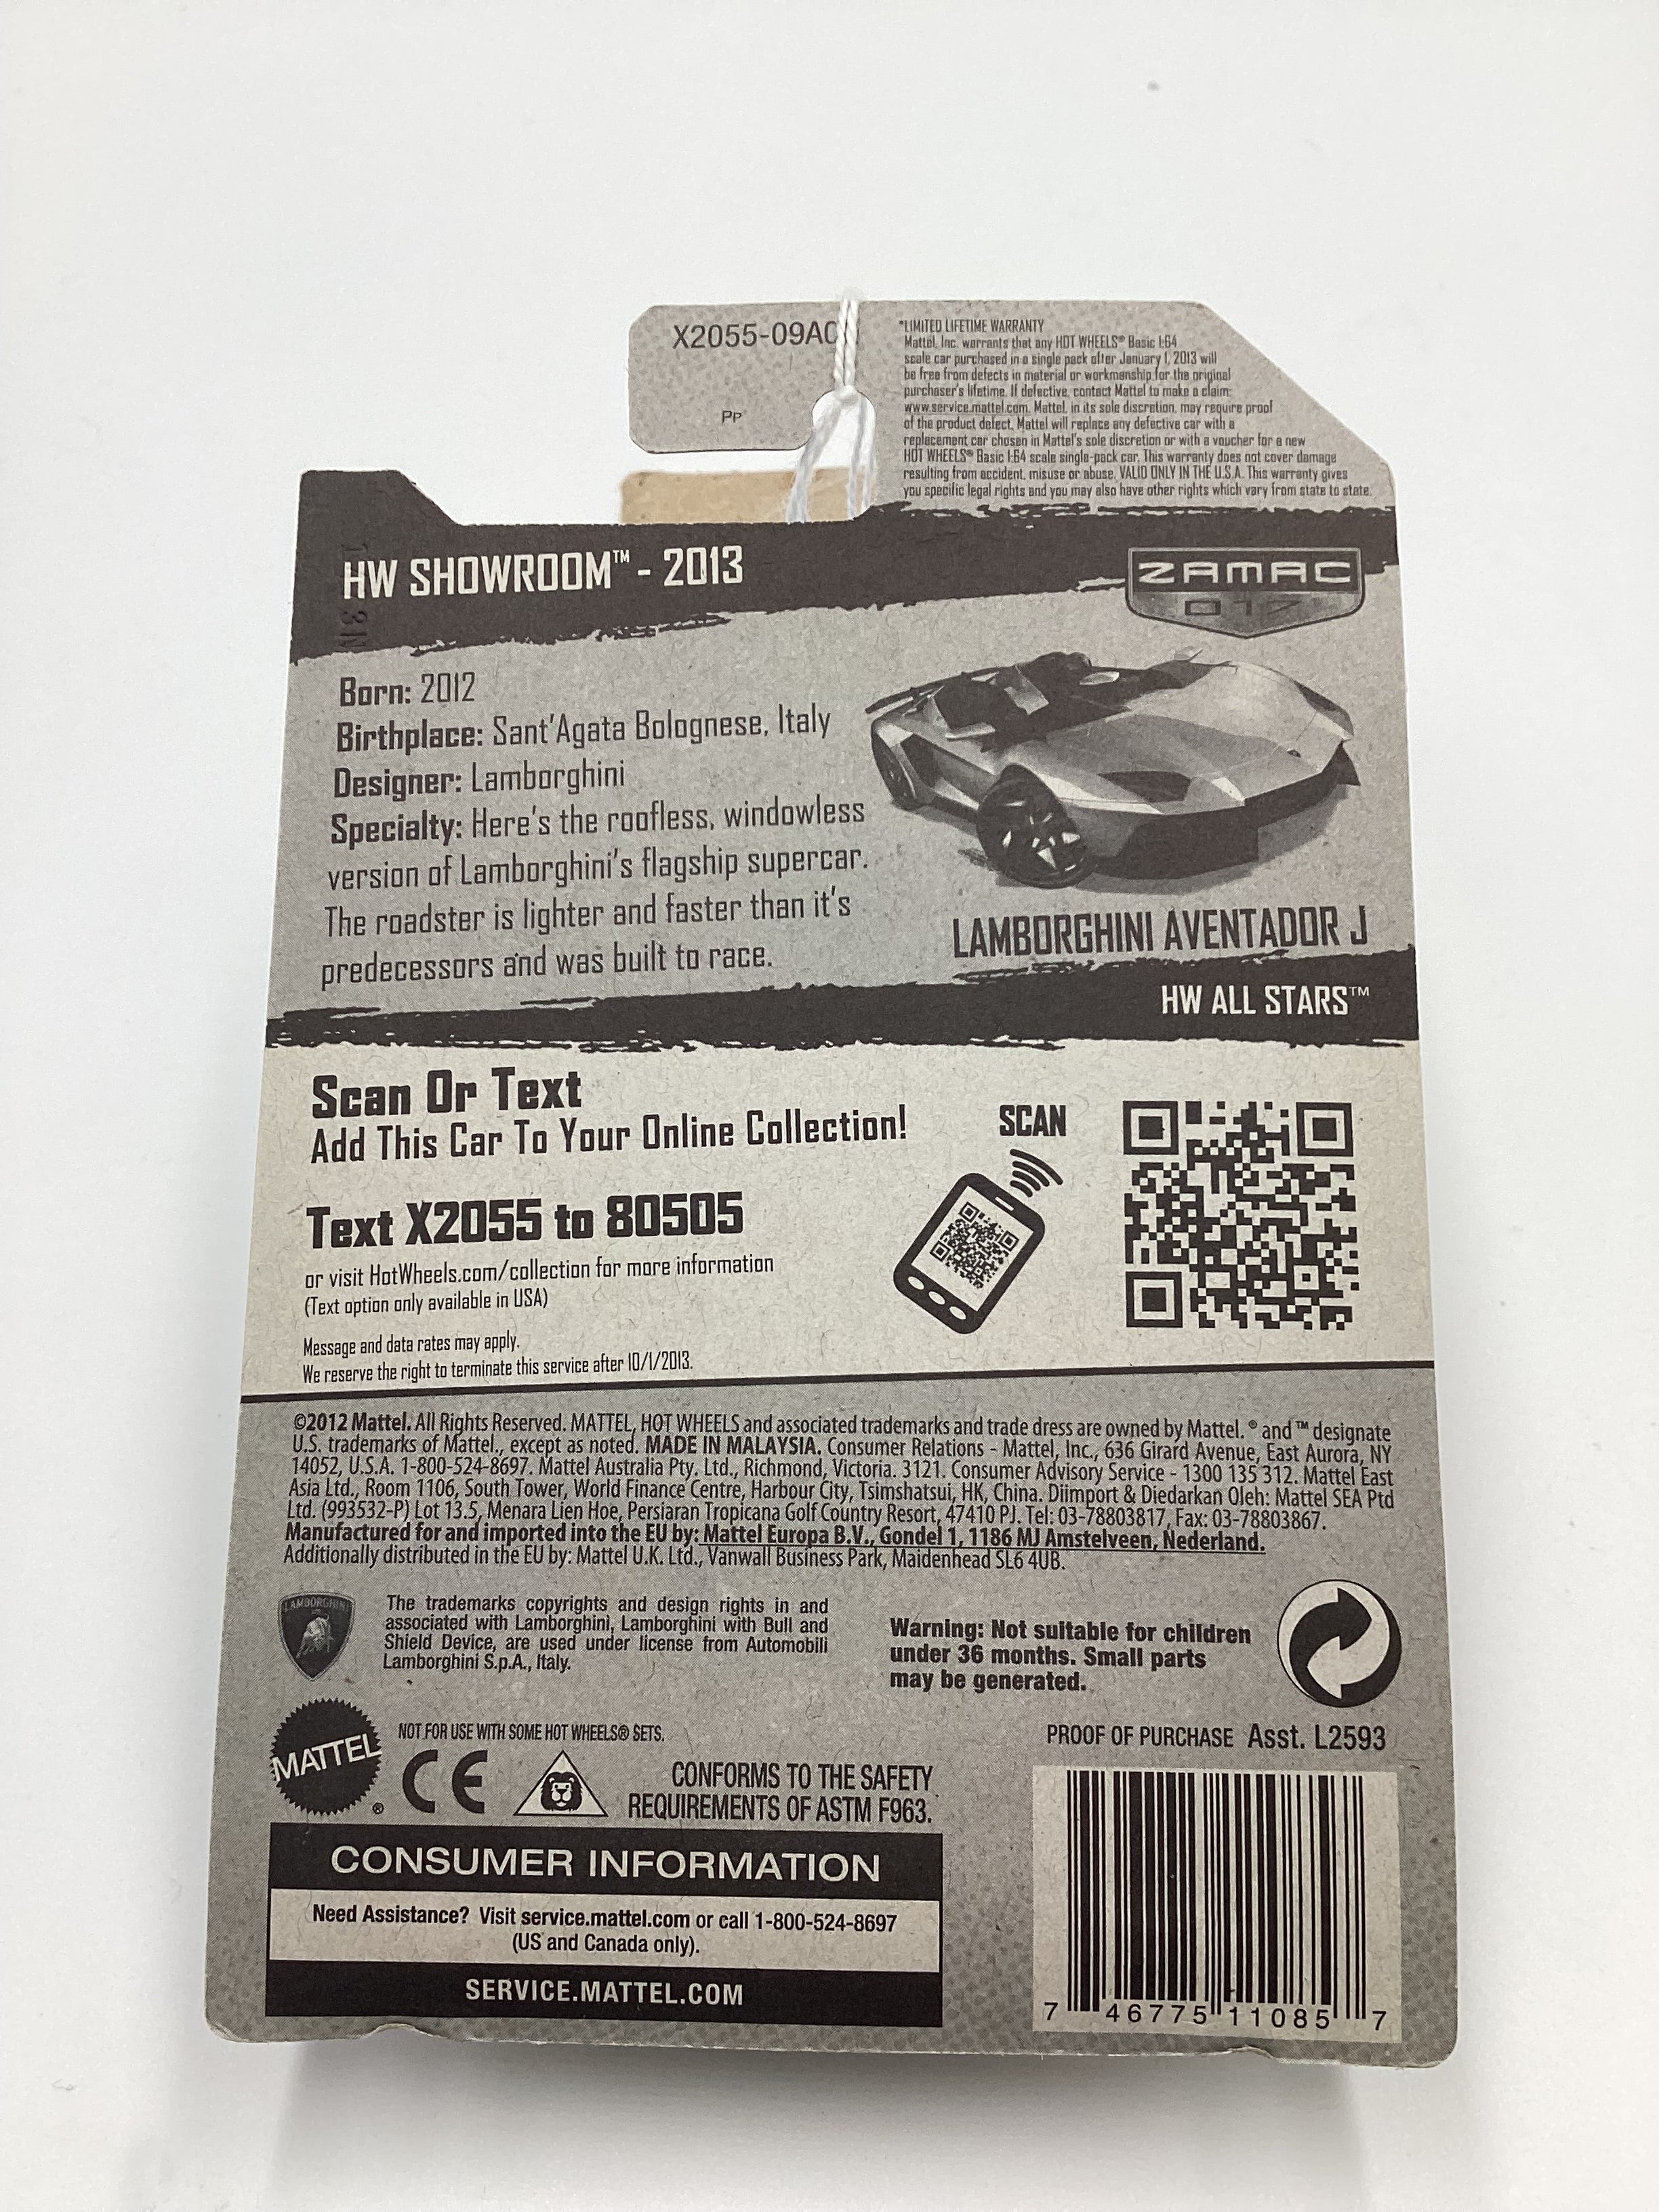 X2055-09A0
PP
*LIMITED LIFETIME WARRANTY
Mattel, Inc. warrants that any HOT WHEELS® Basic 1:64
scale car purchased in a single pack after January 1, 2013 will
be free from defects in material or workmanship for the original
purchaser's lifetime. If defective, contact Mattel to make a claim:
www.service.mattel.com. Mattel, in its sole discretion, may require proof
of the product defect. Mattel will replace any defective car with a
replacement car chosen in Mattel's sole discretion or with a voucher for a new
HOT WHEELS® Basic 1:64 scale single-pack car. This warranty does not cover damage
resulting from accident, misuse or abuse. VALID ONLY IN THE U.S.A. This warranty gives
you specific legal rights and you may also have other rights which vary from state to state.
HW SHOWROOM™ - 2013
ZAMAC
017
Born: 2012
Birthplace: Sant'Agata Bolognese, Italy
Designer: Lamborghini
Specialty: Here's the roofless, windowless
version of Lamborghini's flagship supercar.
The roadster is lighter and faster than it's
predecessors and was built to race.
LAMBORGHINI AVENTADOR J
HW ALL STARS™
Scan Or Text
Add This Car To Your Online Collection!
SCAN
Text X2055 to 80505
or visit HotWheels.com/collection for more information
(Text option only available in USA)
Message and data rates may apply.
We reserve the right to terminate this service after 10/1/2013.
©2012 Mattel. All Rights Reserved. MATTEL, HOT WHEELS and associated trademarks and trade dress are owned by Mattel. ® and ™ designate
U.S. trademarks of Mattel., except as noted. MADE IN MALAYSIA. Consumer Relations - Mattel, Inc., 636 Girard Avenue, East Aurora, NY
14052, U.S.A. 1-800-524-8697. Mattel Australia Pty. Ltd., Richmond, Victoria. 3121. Consumer Advisory Service - 1300 135 312. Mattel East
Asia Ltd., Room 1106, South Tower, World Finance Centre, Harbour City, Tsimshatsui, HK, China. Diimport & Diedarkan Oleh: Mattel SEA Ptd
Ltd. (993532-P) Lot 13.5, Menara Lien Hoe, Persiaran Tropicana Golf Country Resort, 47410 PJ. Tel: 03-78803817, Fax: 03-78803867.
Manufactured for and imported into the EU by: Mattel Europa B.V., Gondel 1, 1186 MJ Amstelveen, Nederland.
Additionally distributed in the EU by: Mattel U.K. Ltd., Vanwall Business Park, Maidenhead SL6 4UB.
LAMBORGHINI
The trademarks copyrights and design rights in and
associated with Lamborghini, Lamborghini with Bull and
Shield Device, are used under license from Automobili
Lamborghini S.p.A., Italy.
Warning: Not suitable for children
under 36 months. Small parts
may be generated.
MATTEL®
NOT FOR USE WITH SOME HOT WHEELS® SETS.
CE
CONFORMS TO THE SAFETY
REQUIREMENTS OF ASTM F963.
PROOF OF PURCHASE Asst. L2593
CONSUMER INFORMATION
Need Assistance? Visit service.mattel.com or call 1-800-524-8697
(US and Canada only).
SERVICE.MATTEL.COM
7 46775 11085 7